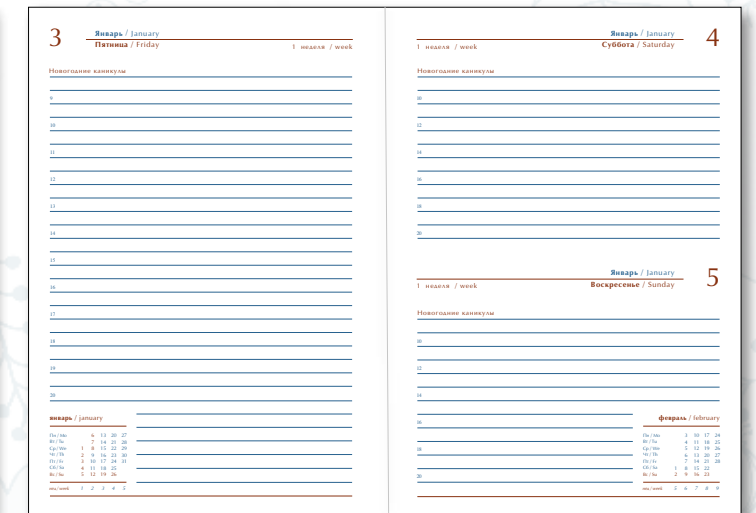 3
Январь / January
Пятница / Friday
1 неделя / week
Новогодние каникулы
9
10
11
12
13
14
15
16
17
18
19
20
январь / january
Пн / Mo 6 13 20 27
Вт / Tu 7 14 21 28
Ср / We 1 8 15 22 29
Чт / Th 2 9 16 23 30
Пт / Fr 3 10 17 24 31
Сб / Sa 4 11 18 25
Вс / Su 5 12 19 26
нед / week 1 2 3 4 5
Январь / January
1 неделя / week
Суббота / Saturday
4
Новогодние каникулы
10
12
14
16
18
20
Январь / January
1 неделя / week
Воскресенье / Sunday
5
Новогодние каникулы
10
12
14
16
18
20
февраль / february
Пн / Mo 3 10 17 24
Вт / Tu 4 11 18 25
Ср / We 5 12 19 26
Чт / Th 6 13 20 27
Пт / Fr 7 14 21 28
Сб / Sa 1 8 15 22
Вс / Su 2 9 16 23
нед / week 5 6 7 8 9